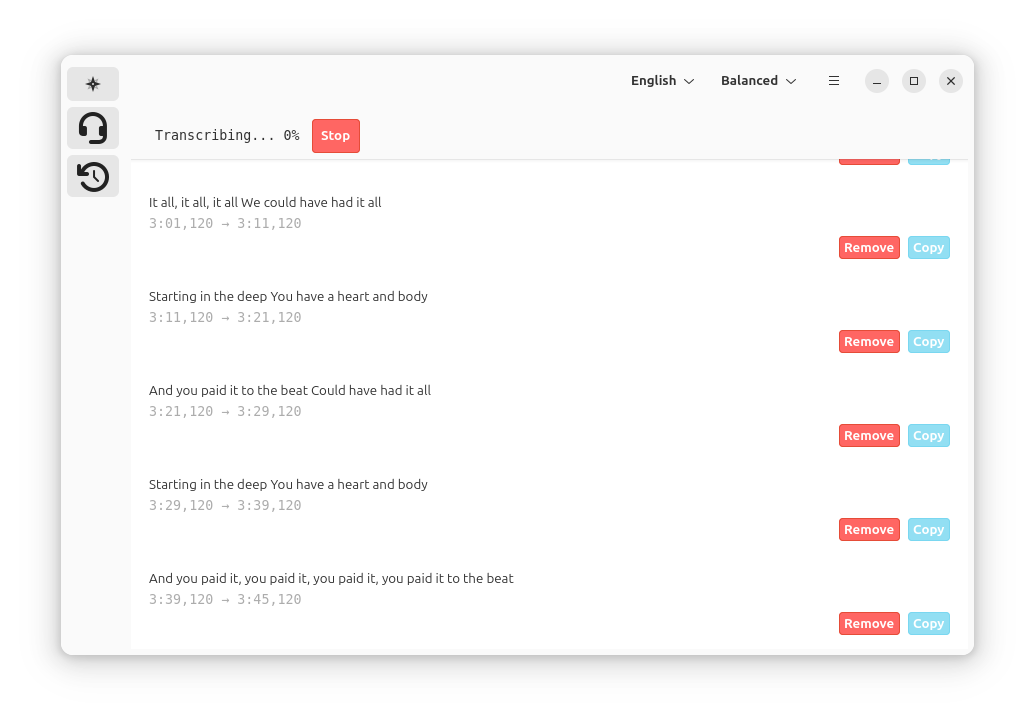 English
Balanced
Transcribing... 0%
Stop
It all, it all, it all We could have had it all
3:01,120 → 3:11,120
Remove
Copy
Starting in the deep You have a heart and body
3:11,120 → 3:21,120
Remove
Copy
And you paid it to the beat Could have had it all
3:21,120 → 3:29,120
Remove
Copy
Starting in the deep You have a heart and body
3:29,120 → 3:39,120
Remove
Copy
And you paid it, you paid it, you paid it, you paid it to the beat
3:39,120 → 3:45,120
Remove
Copy